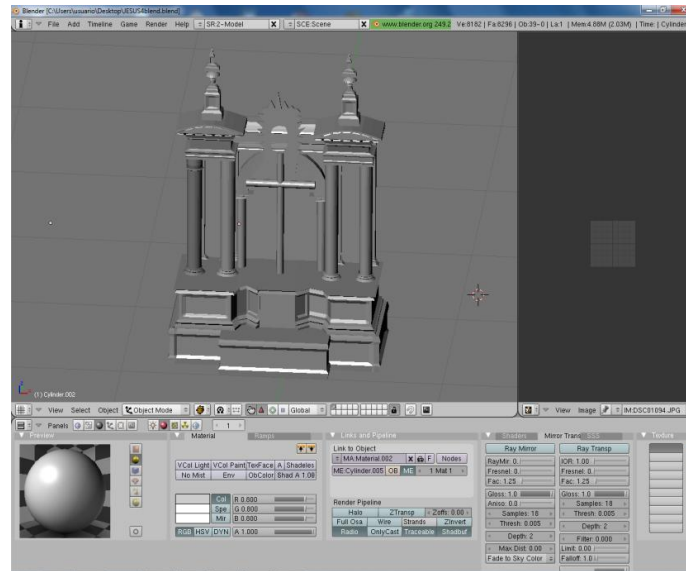 Blender [C:\Users\usuario\Desktop\JESUS4blend.blend]
File Add Timeline Game Render Help SR:2-Model X SCE:Scene X www.blender.org 249.2 Ve:8182 | Fa:8296 | Ob:39-0 | La:1 | Mem:4.88M (2.03M) | Time: | Cylinder
(1) Cylinder.002
View Select Object Object Mode Global View Image IM:DSC01094.JPG
Panels 1
Preview Material Ramps Links and Pipeline Shaders Mirror Trans SSS Texture
VCol Light VCol Paint TexFace A Shadeles
No Mist Env ObColor Shad A 1.00
Col R 0.800
Spe G 0.800
Mir B 0.800
RGB HSV DYN A 1.000
Link to Object
MA:Material.002 X F Nodes
ME:Cylinder.005 OB ME 1 Mat 1
Render Pipeline
Halo ZTransp Zoffs: 0.00
Full Osa Wire Strands ZInvert
Radio OnlyCast Traceable Shadbuf
Ray Mirror Ray Transp
RayMir: 0. IOR: 1.00
Fresnel: 0. Fresnel: 0.
Fac: 1.25 Fac: 1.25
Gloss: 1.0 Gloss: 1.0
Aniso: 0.0 Samples: 18
Samples: 18 Thresh: 0.005
Thresh: 0.005 Depth: 2
Depth: 2 Filter: 0.000
Max Dist: 0.00 Limit: 0.00
Fade to Sky Color Falloff: 1.0